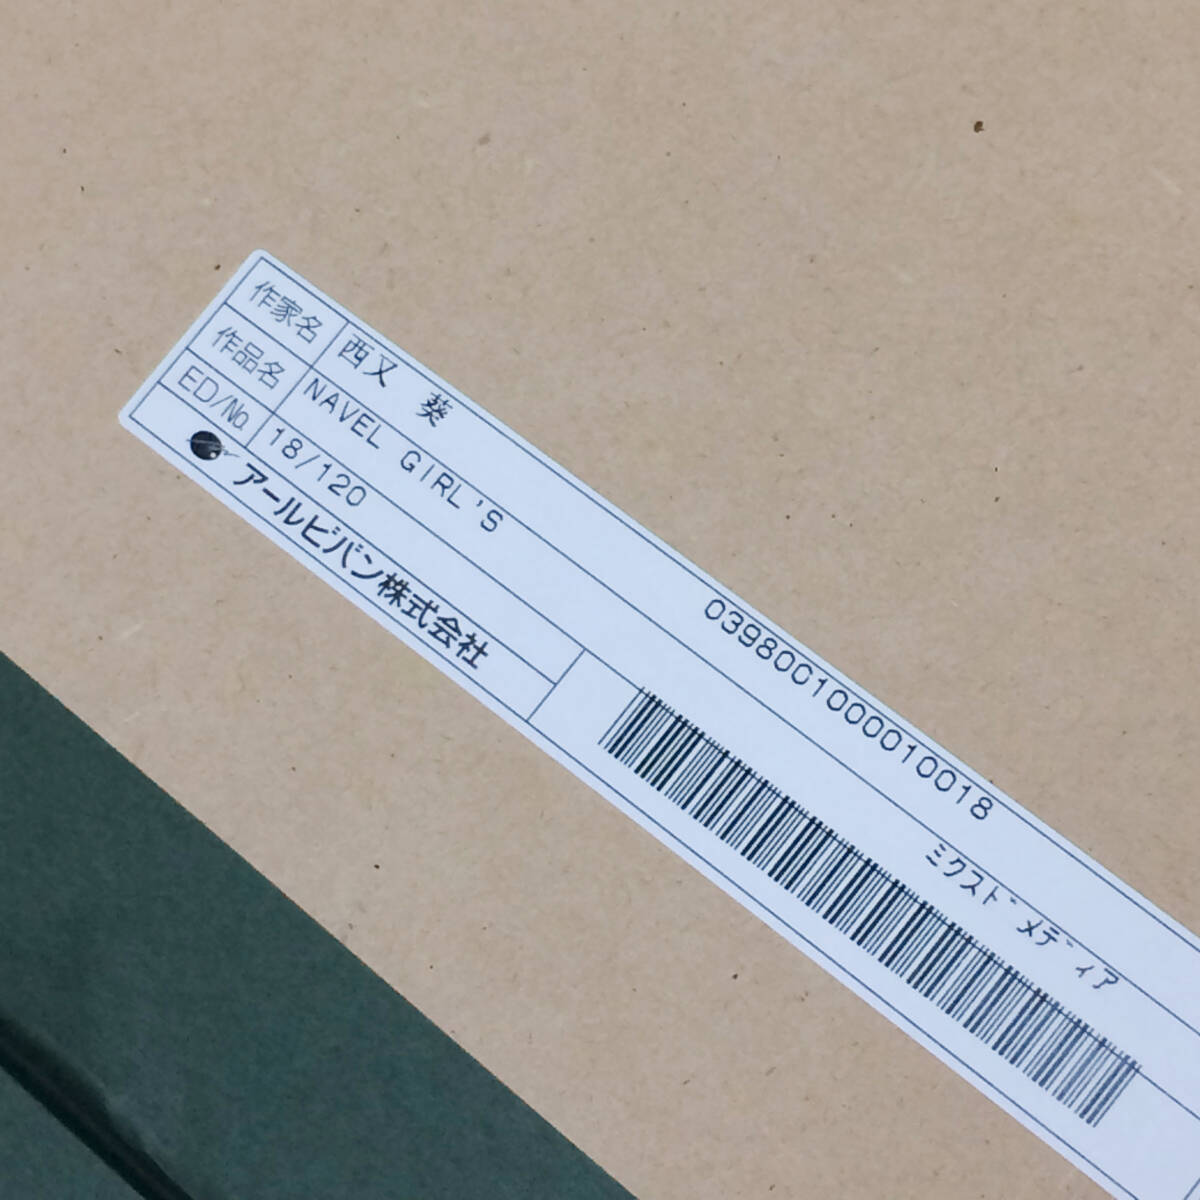 作家名 西又 葵 0398001000010018
作品名 NAVEL GIRL'S ミクスドメディア
ED/No. 18/120
アールビバン株式会社